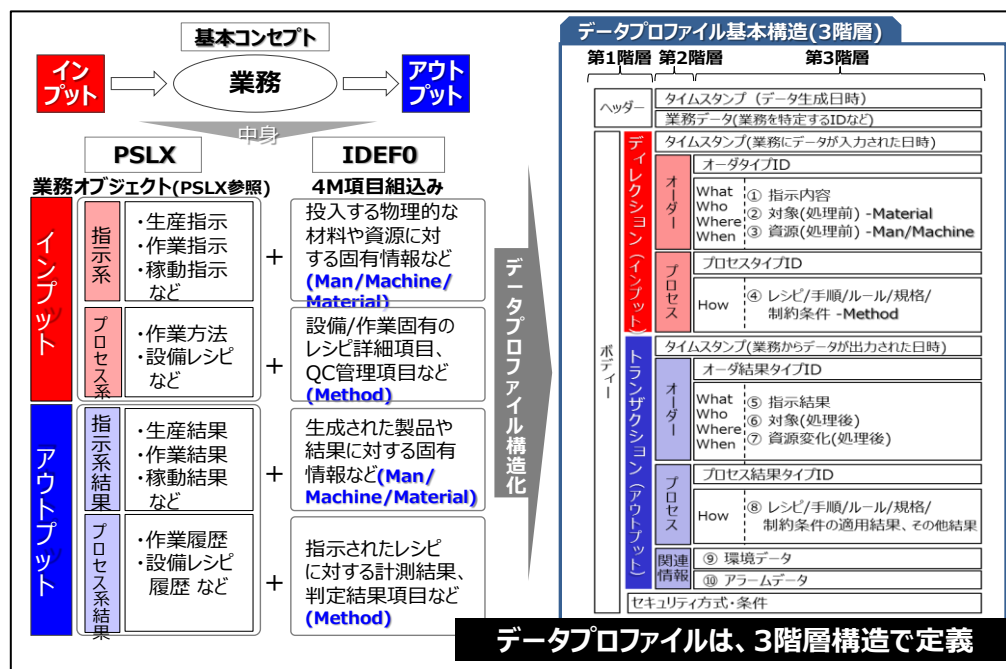 基本コンセプト
イン
プット
業務
アウト
プット
中身
PSLX
IDEF0
業務オブジェクト(PSLX参照)
4M項目組込み
インプット
指示系
・生産指示
・作業指示
・稼動指示
など
+
投入する物理的な
材料や資源に対
する固有情報など
(Man/Machine/
Material)
プロセス系
・作業方法
・設備レシピ
など
+
設備/作業固有の
レシピ詳細項目、
QC管理項目など
(Method)
アウトプット
指示系結果
・生産結果
・作業結果
・稼動結果
など
+
生成された製品や
結果に対する固有
情報など(Man/
Machine/Material)
プロセス系結果
・作業履歴
・設備レシピ
履歴 など
+
指示されたレシピ
に対する計測結果、
判定結果項目など
(Method)
データプロファイル構造化
データプロファイル基本構造(3階層)
第1階層
第2階層
第3階層
ヘッダー
タイムスタンプ（データ生成日時）
業務データ(業務を特定するIDなど)
ボディー
ディレクション(インプット)
タイムスタンプ(業務にデータが入力された日時)
オーダー
オーダタイプID
What
Who
Where
When
① 指示内容
② 対象(処理前) -Material
③ 資源(処理前) -Man/Machine
プロセス
プロセスタイプID
How
④ レシピ/手順/ルール/規格/
制約条件 -Method
トランザクション(アウトプット)
タイムスタンプ(業務からデータが出力された日時)
オーダー
オーダ結果タイプID
What
Who
Where
When
⑤ 指示結果
⑥ 対象(処理後)
⑦ 資源変化(処理後)
プロセス
プロセス結果タイプID
How
⑧ レシピ/手順/ルール/規格/
制約条件の適用結果、その他結果
関連
情報
⑨ 環境データ
⑩ アラームデータ
セキュリティ方式・条件
データプロファイルは、3階層構造で定義